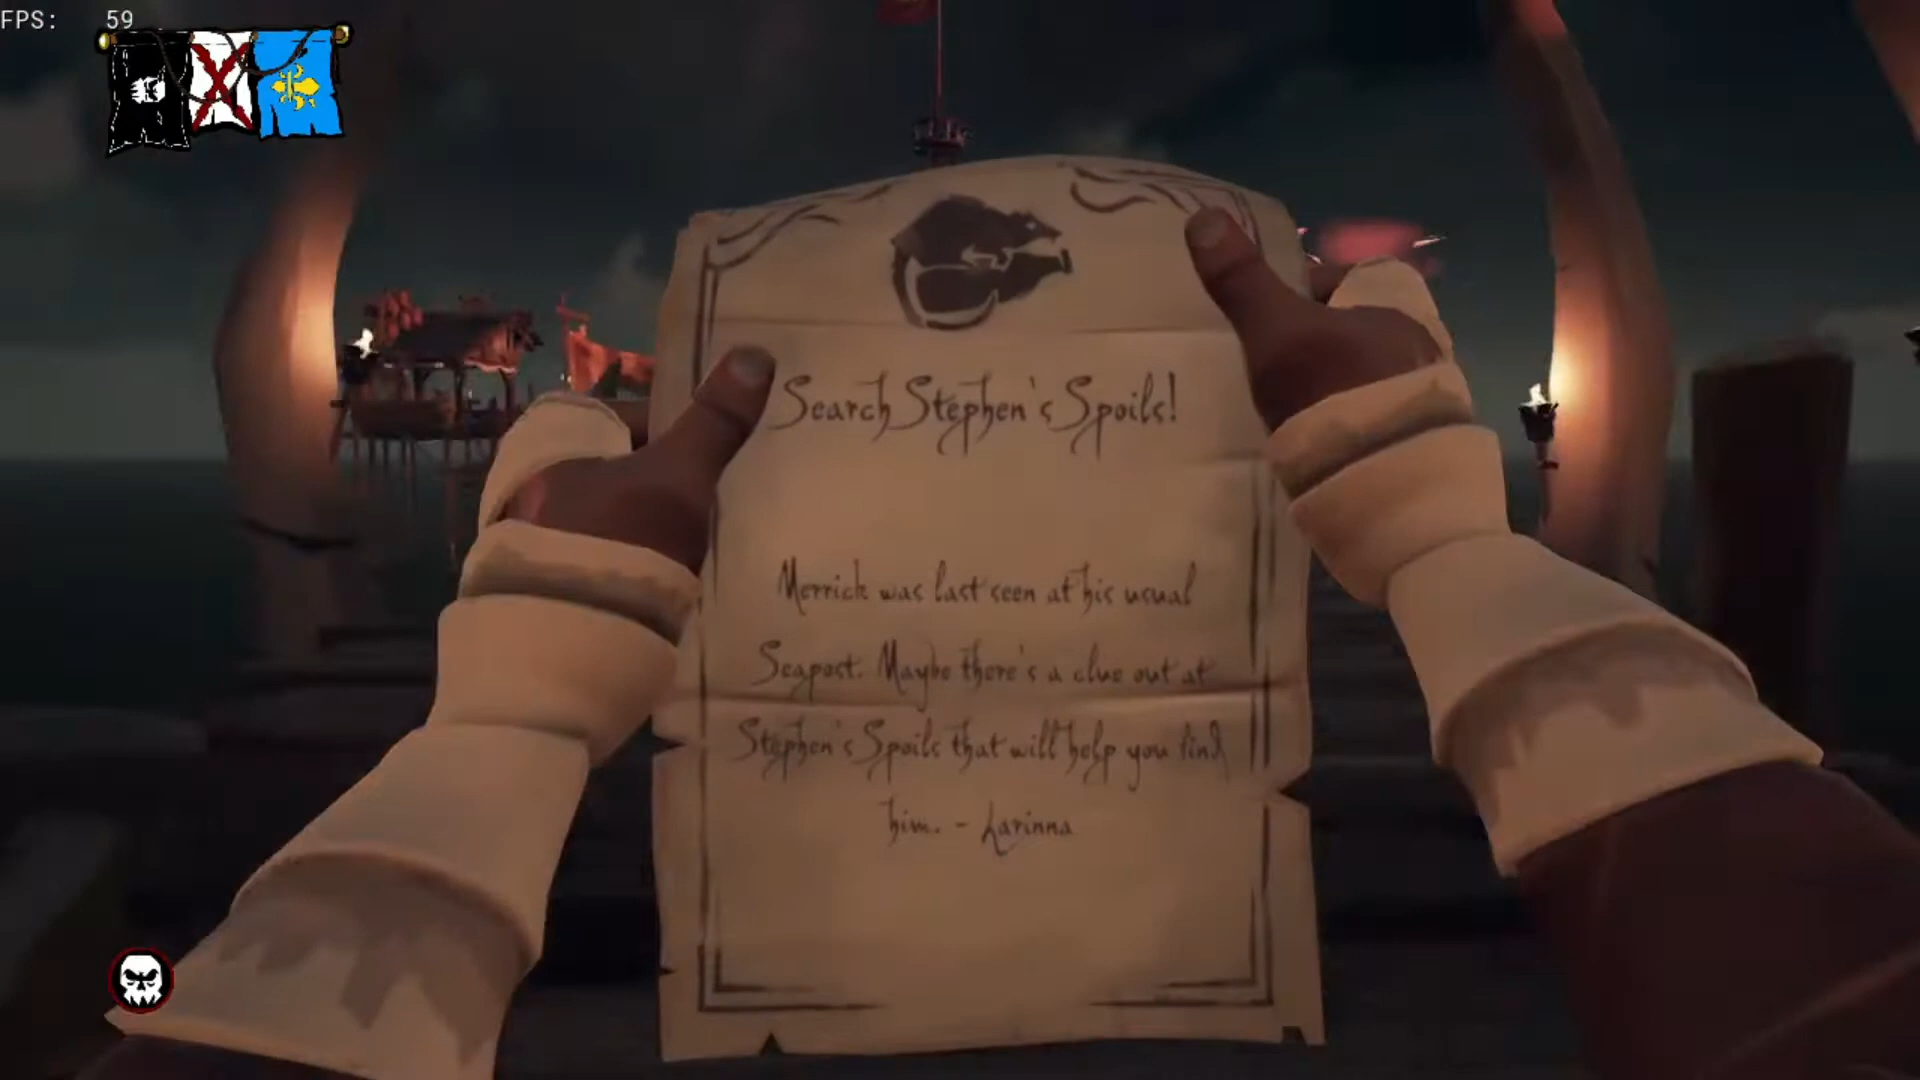 FPS: 59
Search Stephen's Spoils!
Merrick was last seen at his usual
Seapost. Maybe there's a clue out at
Stephen's Spoils that will help you find
him. - Larinna